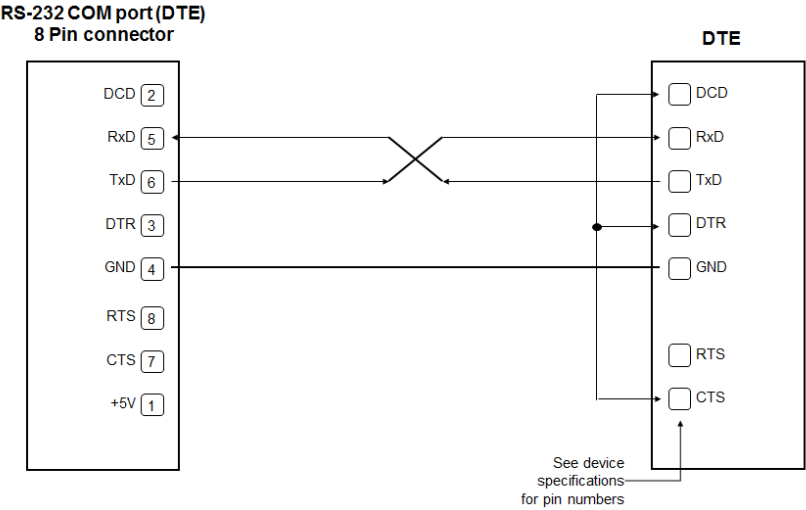 RS-232 COM port (DTE)
8 Pin connector
DCD 2
RxD 5
TxD 6
DTR 3
GND 4
RTS 8
CTS 7
+5V 1
DTE
DCD
RxD
TxD
DTR
GND
RTS
CTS
See device
specifications
for pin numbers